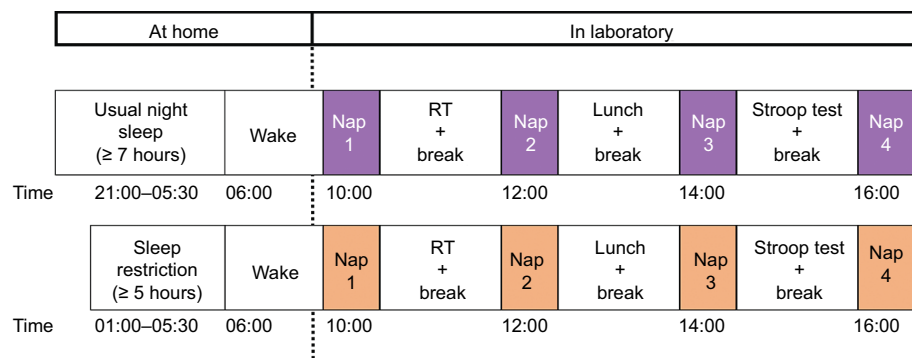 At home In laboratory
Usual night sleep (≥ 7 hours) Wake Nap 1 RT + break Nap 2 Lunch + break Nap 3 Stroop test + break Nap 4
Time 21:00–05:30 06:00 10:00 12:00 14:00 16:00
Sleep restriction (≥ 5 hours) Wake Nap 1 RT + break Nap 2 Lunch + break Nap 3 Stroop test + break Nap 4
Time 01:00–05:30 06:00 10:00 12:00 14:00 16:00